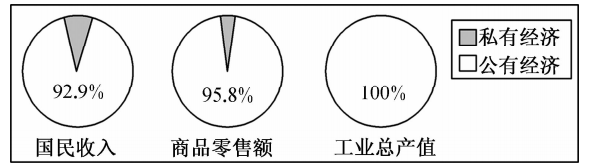 92.9%
95.8%
100%
私有经济
公有经济
国民收入
商品零售额
工业总产值